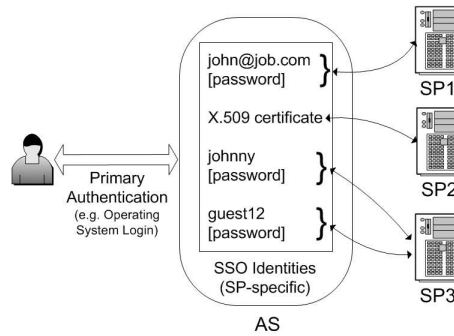 john@job.com
[password]
X.509 certificate
johnny
[password]
guest12
[password]
SSO Identities
(SP-specific)
AS
Primary
Authentication
(e.g. Operating
System Login)
SP1
SP2
SP3